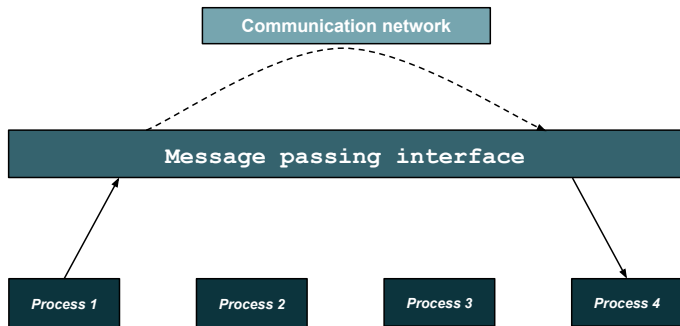 Communication network
Message passing interface
Process 1
Process 2
Process 3
Process 4